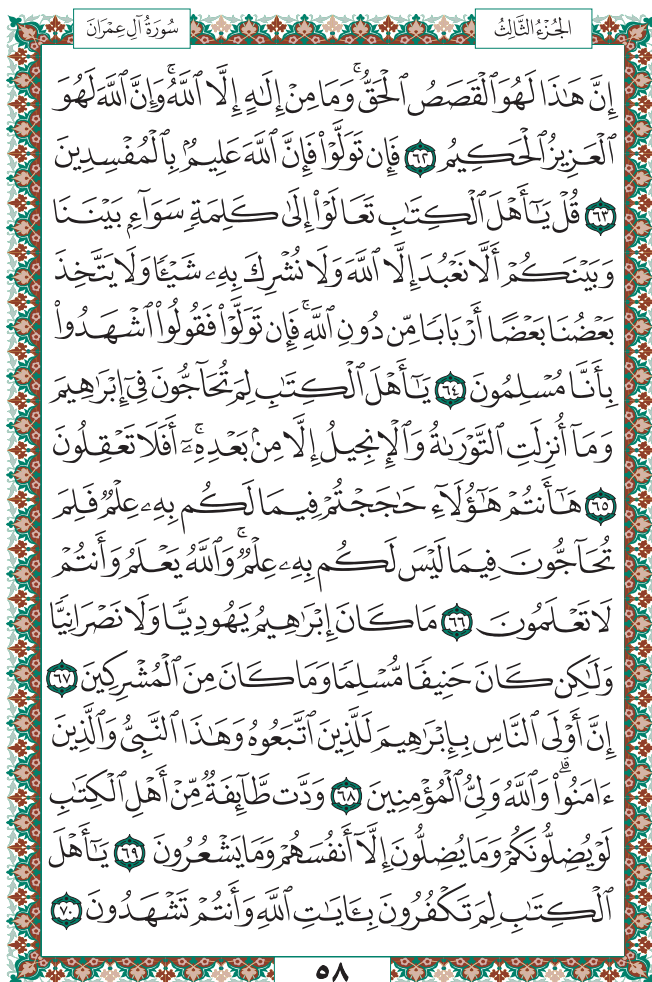 الجُزْءُ الثَّالِثُ
سُورَةُ آلِ عِمْرَانَ
إِنَّ هَٰذَا لَهُوَ ٱلْقَصَصُ ٱلْحَقُّۚ وَمَا مِنْ إِلَٰهٍ إِلَّا ٱللَّهُۚ وَإِنَّ ٱللَّهَ لَهُوَ
ٱلْعَزِيزُ ٱلْحَكِيمُ ٦٢ فَإِن تَوَلَّوْا۟ فَإِنَّ ٱللَّهَ عَلِيمٌۢ بِٱلْمُفْسِدِينَ
٦٣ قُلْ يَٰٓأَهْلَ ٱلْكِتَٰبِ تَعَالَوْا۟ إِلَىٰ كَلِمَةٍ سَوَآءٍۭ بَيْنَنَا
وَبَيْنَكُمْ أَلَّا نَعْبُدَ إِلَّا ٱللَّهَ وَلَا نُشْرِكَ بِهِۦ شَيْـًٔا وَلَا يَتَّخِذَ
بَعْضُنَا بَعْضًا أَرْبَابًا مِّن دُونِ ٱللَّهِۚ فَإِن تَوَلَّوْا۟ فَقُولُوا۟ ٱشْهَدُوا۟
بِأَنَّا مُسْلِمُونَ ٦٤ يَٰٓأَهْلَ ٱلْكِتَٰبِ لِمَ تُحَآجُّونَ فِىٓ إِبْرَٰهِيمَ
وَمَآ أُنزِلَتِ ٱلتَّوْرَىٰةُ وَٱلْإِنجِيلُ إِلَّا مِنۢ بَعْدِهِۦٓۚ أَفَلَا تَعْقِلُونَ
٦٥ هَٰٓأَنتُمْ هَٰٓؤُلَآءِ حَٰجَجْتُمْ فِيمَا لَكُم بِهِۦ عِلْمٌ فَلِمَ
تُحَآجُّونَ فِيمَا لَيْسَ لَكُم بِهِۦ عِلْمٌۚ وَٱللَّهُ يَعْلَمُ وَأَنتُمْ
لَا تَعْلَمُونَ ٦٦ مَا كَانَ إِبْرَٰهِيمُ يَهُودِيًّا وَلَا نَصْرَانِيًّا
وَلَٰكِن كَانَ حَنِيفًا مُّسْلِمًا وَمَا كَانَ مِنَ ٱلْمُشْرِكِينَ ٦٧
إِنَّ أَوْلَى ٱلنَّاسِ بِإِبْرَٰهِيمَ لَلَّذِينَ ٱتَّبَعُوهُ وَهَٰذَا ٱلنَّبِىُّ وَٱلَّذِينَ
ءَامَنُوا۟ۗ وَٱللَّهُ وَلِىُّ ٱلْمُؤْمِنِينَ ٦٨ وَدَّت طَّآئِفَةٌ مِّنْ أَهْلِ ٱلْكِتَٰبِ
لَوْ يُضِلُّونَكُمْ وَمَا يُضِلُّونَ إِلَّآ أَنفُسَهُمْ وَمَا يَشْعُرُونَ ٦٩ يَٰٓأَهْلَ
ٱلْكِتَٰبِ لِمَ تَكْفُرُونَ بِـَٔايَٰتِ ٱللَّهِ وَأَنتُمْ تَشْهَدُونَ ٧٠
٥٨